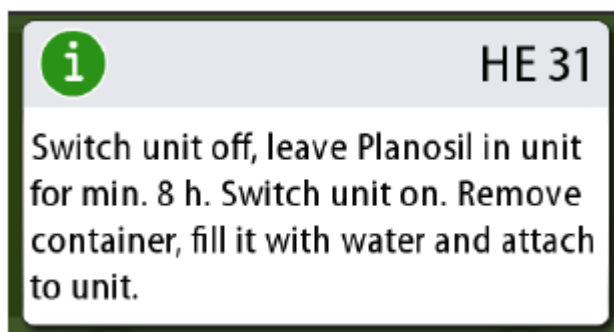 i
HE 31
Switch unit off, leave Planosil in unit
for min. 8 h. Switch unit on. Remove
container, fill it with water and attach
to unit.